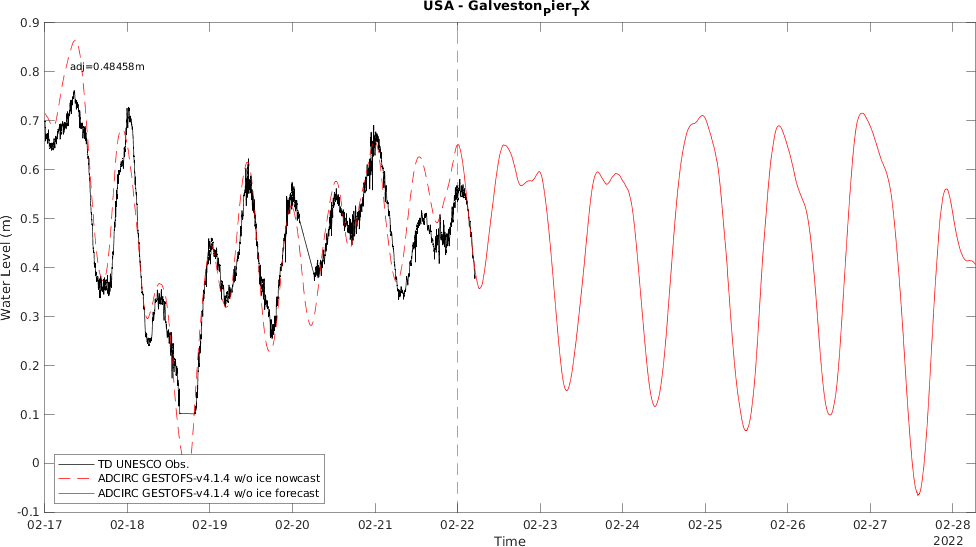 USA - Galveston_Pier_TX
0.9
0.8
0.7
0.6
0.5
0.4
0.3
0.2
0.1
0
-0.1
Water Level (m)
adj=0.48458m
TD UNESCO Obs.
ADCIRC GESTOFS-v4.1.4 w/o ice nowcast
ADCIRC GESTOFS-v4.1.4 w/o ice forecast
02-17 02-18 02-19 02-20 02-21 02-22 02-23 02-24 02-25 02-26 02-27 02-28
Time
2022